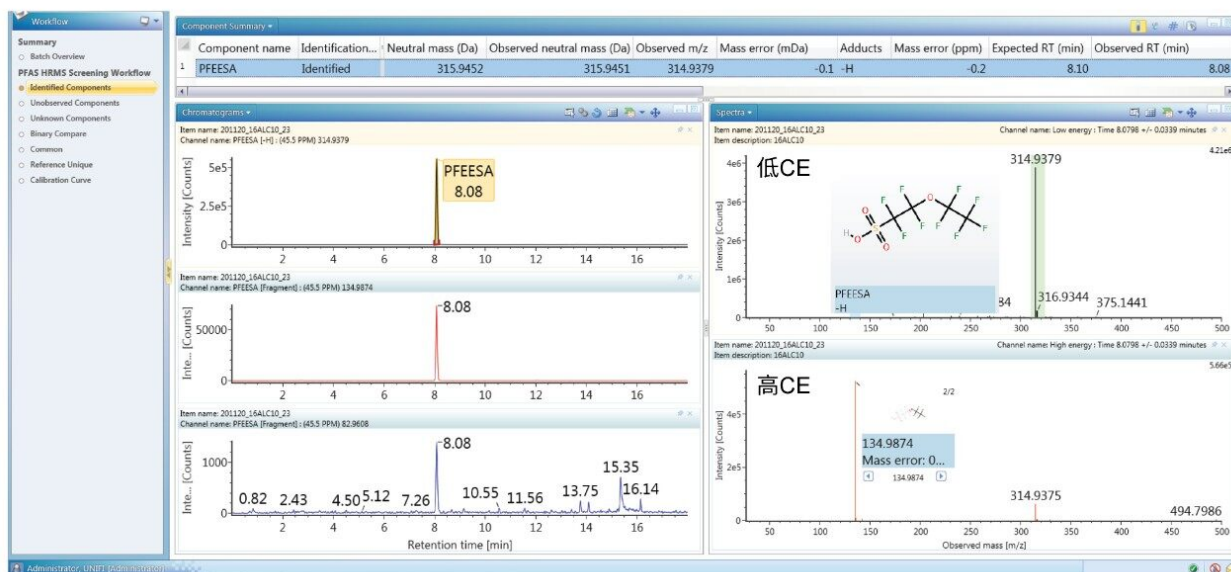 Workflow
Summary
Batch Overview
PFAS HRMS Screening Workflow
Identified Components
Unobserved Components
Unknown Components
Binary Compare
Common
Reference Unique
Calibration Curve
Component Summary
Component name Identification... Neutral mass (Da) Observed neutral mass (Da) Observed m/z Mass error (mDa) Adducts Mass error (ppm) Expected RT (min) Observed RT (min)
1 PFEESA Identified 315.9452 315.9451 314.9379 -0.1 -H -0.2 8.10 8.08
Chromatograms
Item name: 201120_16ALC10_23
Channel name: PFEESA [-H] : (45.5 PPM) 314.9379
Intensity [Counts]
5e5
2.5e5
0
PFEESA
8.08
2 4 6 8 10 12 14 16
Item name: 201120_16ALC10_23
Channel name: PFEESA [Fragment] : (45.5 PPM) 134.9874
Inte... [Counts]
50000
0
8.08
2 4 6 8 10 12 14 16
Item name: 201120_16ALC10_23
Channel name: PFEESA [Fragment] : (45.5 PPM) 82.9608
Inte... [Counts]
1000
0
0.82 2.43 4.50 5.12 7.26 8.08 10.55 11.56 13.75 15.35 16.14
2 4 6 8 10 12 14 16
Retention time [min]
Spectra
Item name: 201120_16ALC10_23 Channel name: Low energy : Time 8.0798 +/- 0.0339 minutes
Item description: 16ALC10
4.21e6
低CE
Intensity [Counts]
4e6
3e6
2e6
1e6
0
314.9379
H O S O O F F F F O F F F F F
PFEESA
-H
84
316.9344
375.1441
50 100 150 200 250 300 350 400 450 500
Item name: 201120_16ALC10_23 Channel name: High energy : Time 8.0798 +/- 0.0339 minutes
Item description: 16ALC10
5.66e5
高CE
Intensity [Counts]
4e5
2e5
0
2/2
134.9874
Mass error: 0...
134.9874
314.9375
494.7986
50 100 150 200 250 300 350 400 450 500
Observed mass [m/z]
Administrator, UNIFI (Administrator)